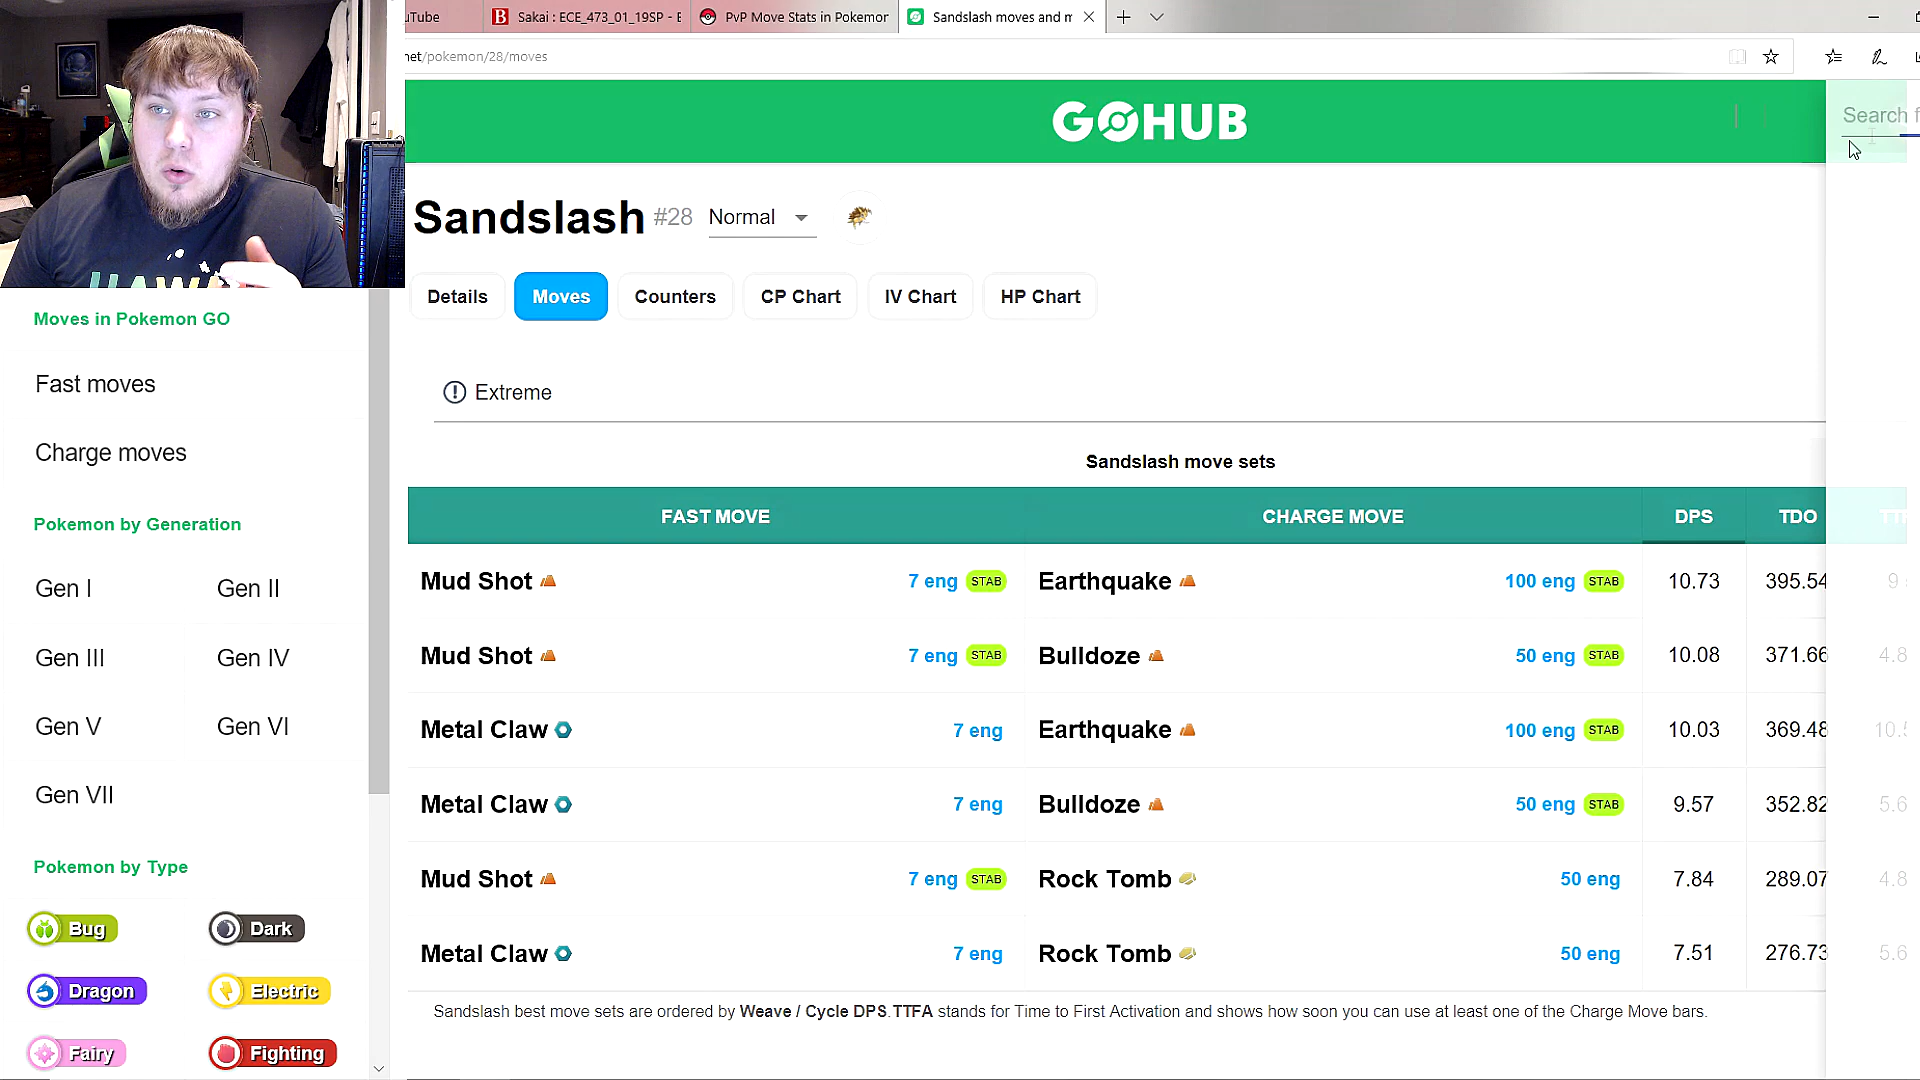 uTube
Sakai : ECE_473_01_19SP - E
PvP Move Stats in Pokemon
Sandslash moves and m
net/pokemon/28/moves
GOHUB
Search f
Sandslash #28 Normal
Details Moves Counters CP Chart IV Chart HP Chart
Moves in Pokemon GO
Fast moves
Charge moves
Pokemon by Generation
Gen I Gen II
Gen III Gen IV
Gen V Gen VI
Gen VII
Pokemon by Type
Bug Dark
Dragon Electric
Fairy Fighting
Extreme
Sandslash move sets
FAST MOVE CHARGE MOVE DPS TDO
Mud Shot 7 eng STAB Earthquake 100 eng STAB 10.73 395.54 9
Mud Shot 7 eng STAB Bulldoze 50 eng STAB 10.08 371.66 4.8
Metal Claw 7 eng Earthquake 100 eng STAB 10.03 369.48 10.5
Metal Claw 7 eng Bulldoze 50 eng STAB 9.57 352.82 5.6
Mud Shot 7 eng STAB Rock Tomb 50 eng 7.84 289.07 4.8
Metal Claw 7 eng Rock Tomb 50 eng 7.51 276.73 5.6
Sandslash best move sets are ordered by Weave / Cycle DPS.TTFA stands for Time to First Activation and shows how soon you can use at least one of the Charge Move bars.